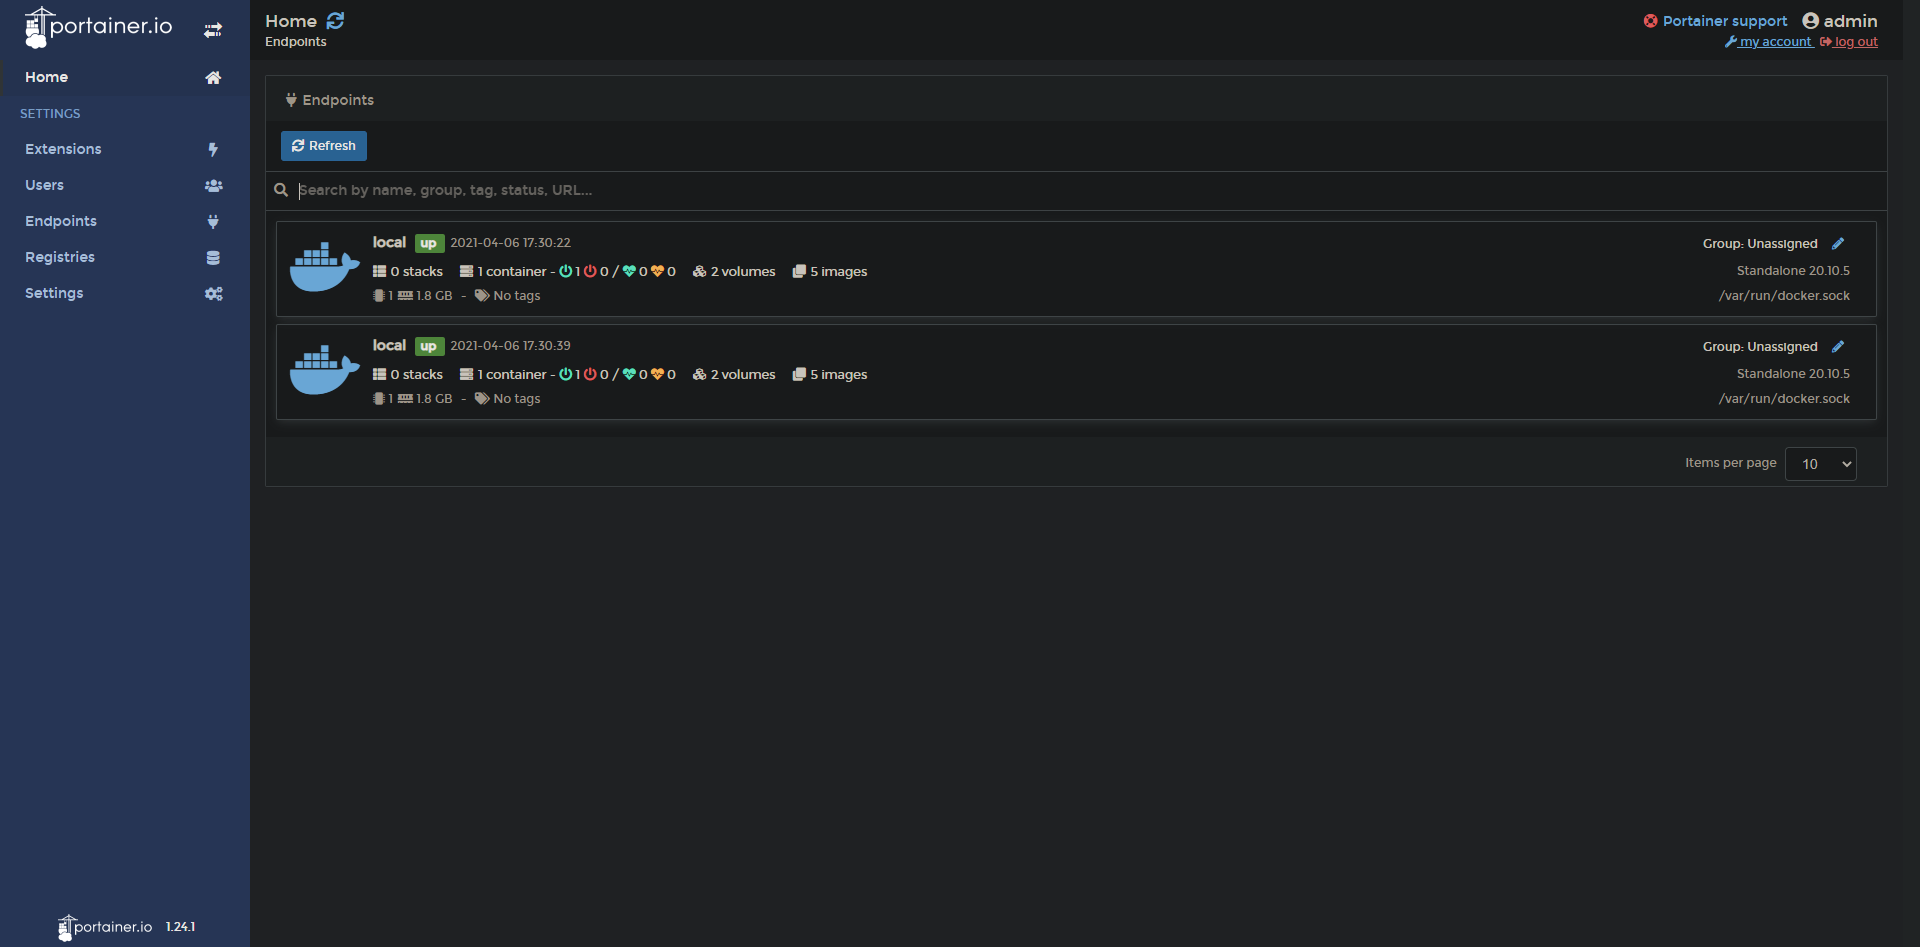 portainer.io
Home
SETTINGS
Extensions
Users
Endpoints
Registries
Settings
portainer.io 1.24.1
Home
Endpoints
Portainer support admin
my account log out
Endpoints
Refresh
Search by name, group, tag, status, URL...
local up 2021-04-06 17:30:22
Group: Unassigned
0 stacks 1 container - 1 0 / 0 0 2 volumes 5 images
Standalone 20.10.5
1 1.8 GB - No tags
/var/run/docker.sock
local up 2021-04-06 17:30:39
Group: Unassigned
0 stacks 1 container - 1 0 / 0 0 2 volumes 5 images
Standalone 20.10.5
1 1.8 GB - No tags
/var/run/docker.sock
Items per page 10